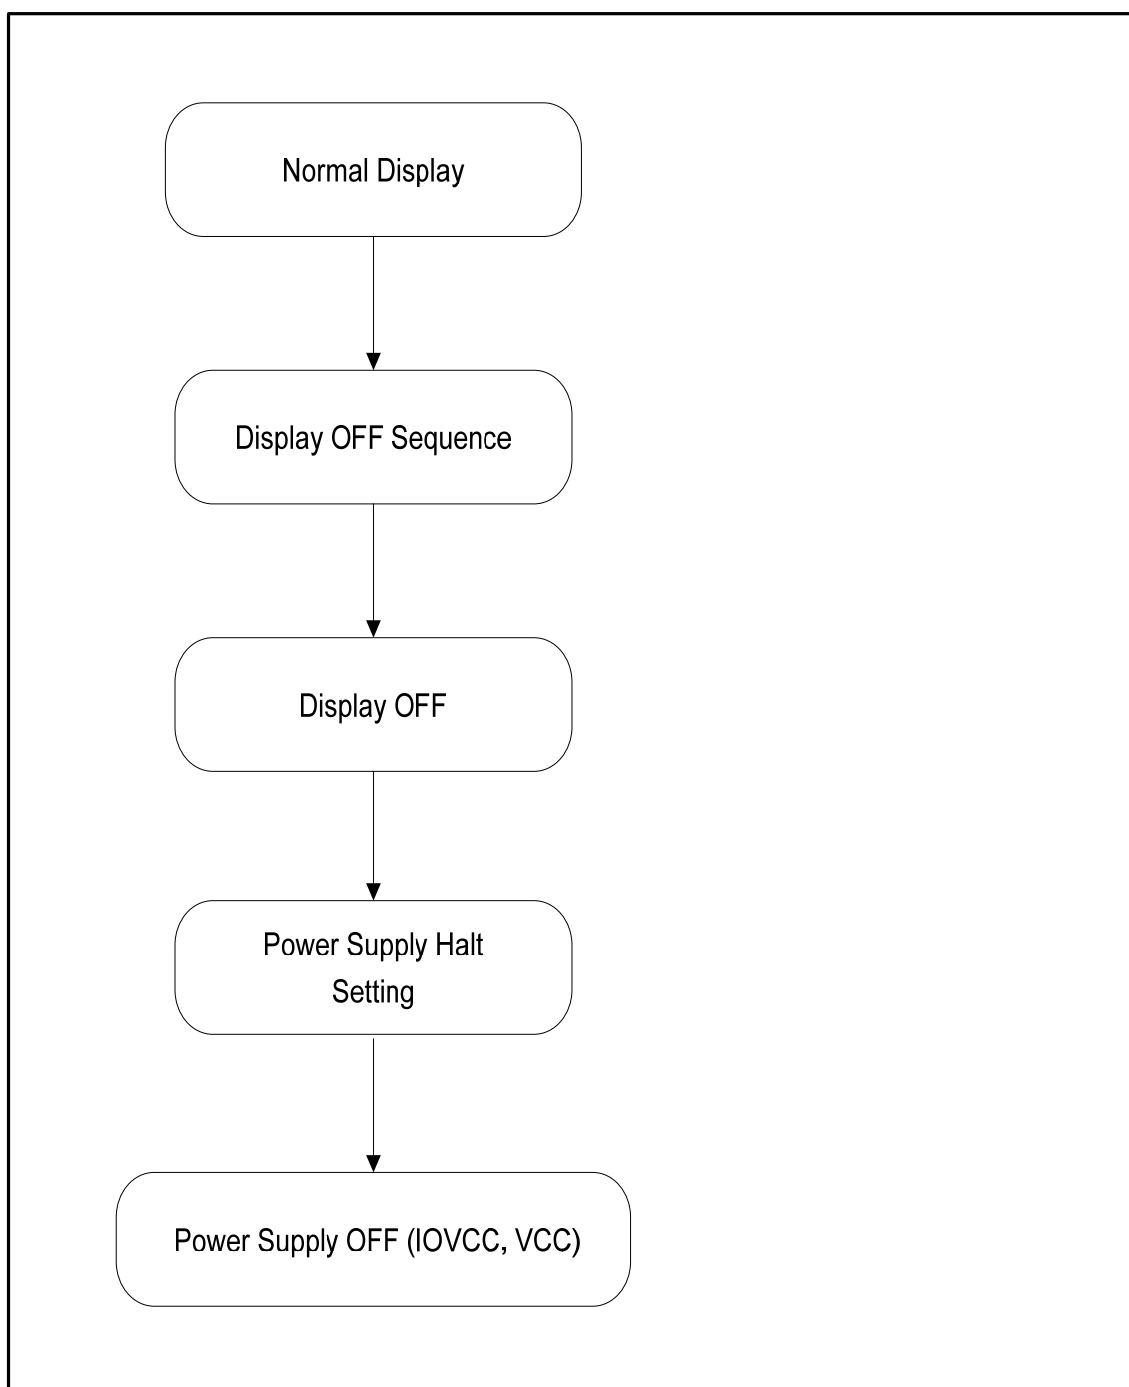 Normal Display
Display OFF Sequence
Display OFF
Power Supply Halt
Setting
Power Supply OFF (IOVCC, VCC)